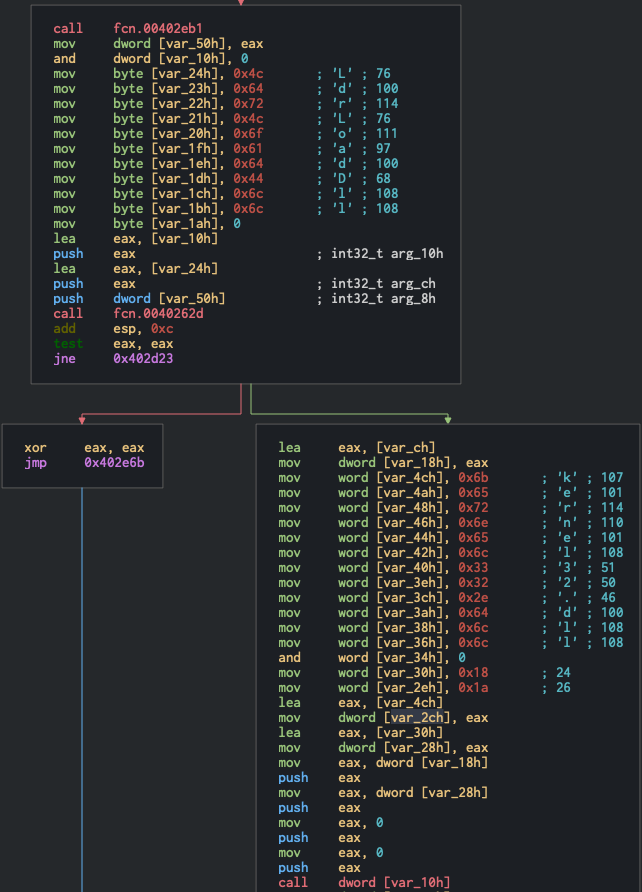 call fcn.00402eb1
mov dword [var_50h], eax
and dword [var_10h], 0
mov byte [var_24h], 0x4c ; 'L' ; 76
mov byte [var_23h], 0x64 ; 'd' ; 100
mov byte [var_22h], 0x72 ; 'r' ; 114
mov byte [var_21h], 0x4c ; 'L' ; 76
mov byte [var_20h], 0x6f ; 'o' ; 111
mov byte [var_1fh], 0x61 ; 'a' ; 97
mov byte [var_1eh], 0x64 ; 'd' ; 100
mov byte [var_1dh], 0x44 ; 'D' ; 68
mov byte [var_1ch], 0x6c ; 'l' ; 108
mov byte [var_1bh], 0x6c ; 'l' ; 108
mov byte [var_1ah], 0
lea eax, [var_10h]
push eax ; int32_t arg_10h
lea eax, [var_24h]
push eax ; int32_t arg_ch
push dword [var_50h] ; int32_t arg_8h
call fcn.0040262d
add esp, 0xc
test eax, eax
jne 0x402d23
xor eax, eax
jmp 0x402e6b
lea eax, [var_ch]
mov dword [var_18h], eax
mov word [var_4ch], 0x6b ; 'k' ; 107
mov word [var_4ah], 0x65 ; 'e' ; 101
mov word [var_48h], 0x72 ; 'r' ; 114
mov word [var_46h], 0x6e ; 'n' ; 110
mov word [var_44h], 0x65 ; 'e' ; 101
mov word [var_42h], 0x6c ; 'l' ; 108
mov word [var_40h], 0x33 ; '3' ; 51
mov word [var_3eh], 0x32 ; '2' ; 50
mov word [var_3ch], 0x2e ; '.' ; 46
mov word [var_3ah], 0x64 ; 'd' ; 100
mov word [var_38h], 0x6c ; 'l' ; 108
mov word [var_36h], 0x6c ; 'l' ; 108
and word [var_34h], 0
mov word [var_30h], 0x18 ; 24
mov word [var_2eh], 0x1a ; 26
lea eax, [var_4ch]
mov dword [var_2ch], eax
lea eax, [var_30h]
mov dword [var_28h], eax
mov eax, dword [var_18h]
push eax
mov eax, dword [var_28h]
push eax
mov eax, 0
push eax
mov eax, 0
push eax
call dword [var_10h]